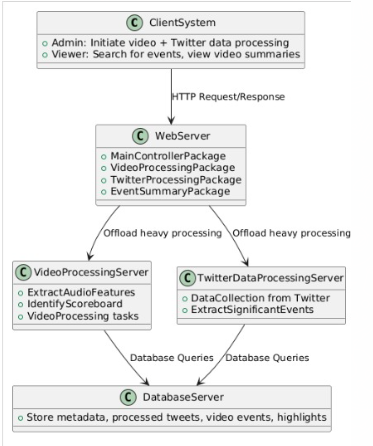 C ClientSystem
Admin: Initiate video + Twitter data processing
Viewer: Search for events, view video summaries
HTTP Request/Response
C WebServer
MainControllerPackage
VideoProcessingPackage
TwitterProcessingPackage
EventSummaryPackage
Offload heavy processing
Offload heavy processing
C VideoProcessingServer
ExtractAudioFeatures
IdentifyScoreboard
VideoProcessing tasks
C TwitterDataProcessingServer
DataCollection from Twitter
ExtractSignificantEvents
Database Queries
Database Queries
C DatabaseServer
Store metadata, processed tweets, video events, highlights